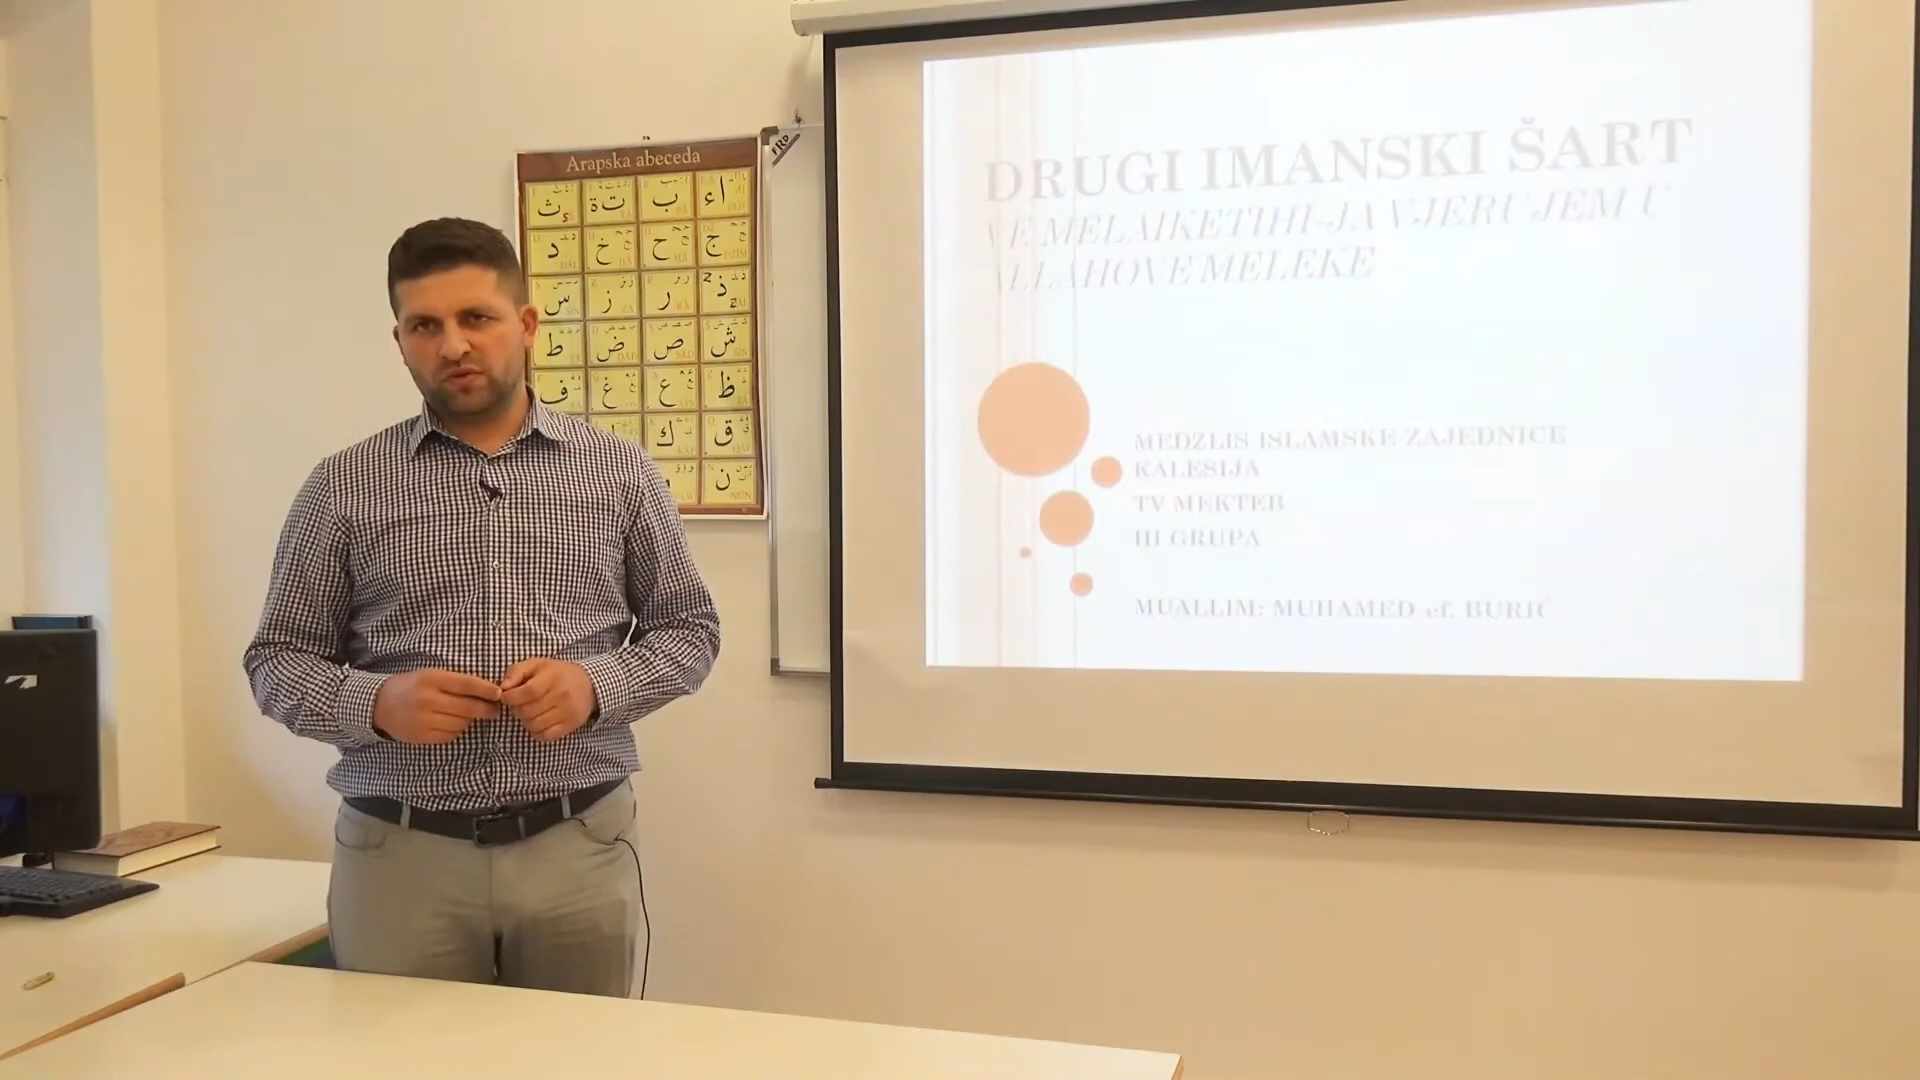 Arapska abeceda
ث ت ة ب ا ء
د خ ح ج
س ز ر ذ
ط ض ص ش
ف غ ع ظ
ك ق
ن
DRUGI IMANSKI ŠART
VE MELAIKETIHI-JA VJERUJEM U
ALLAHOVE MELEKE
MEDZLIS ISLAMSKE ZAJEDNICE
KALESIJA
TV MEKTEB
III GRUPA
MUALLIM: MUHAMED ef. BURIĆ